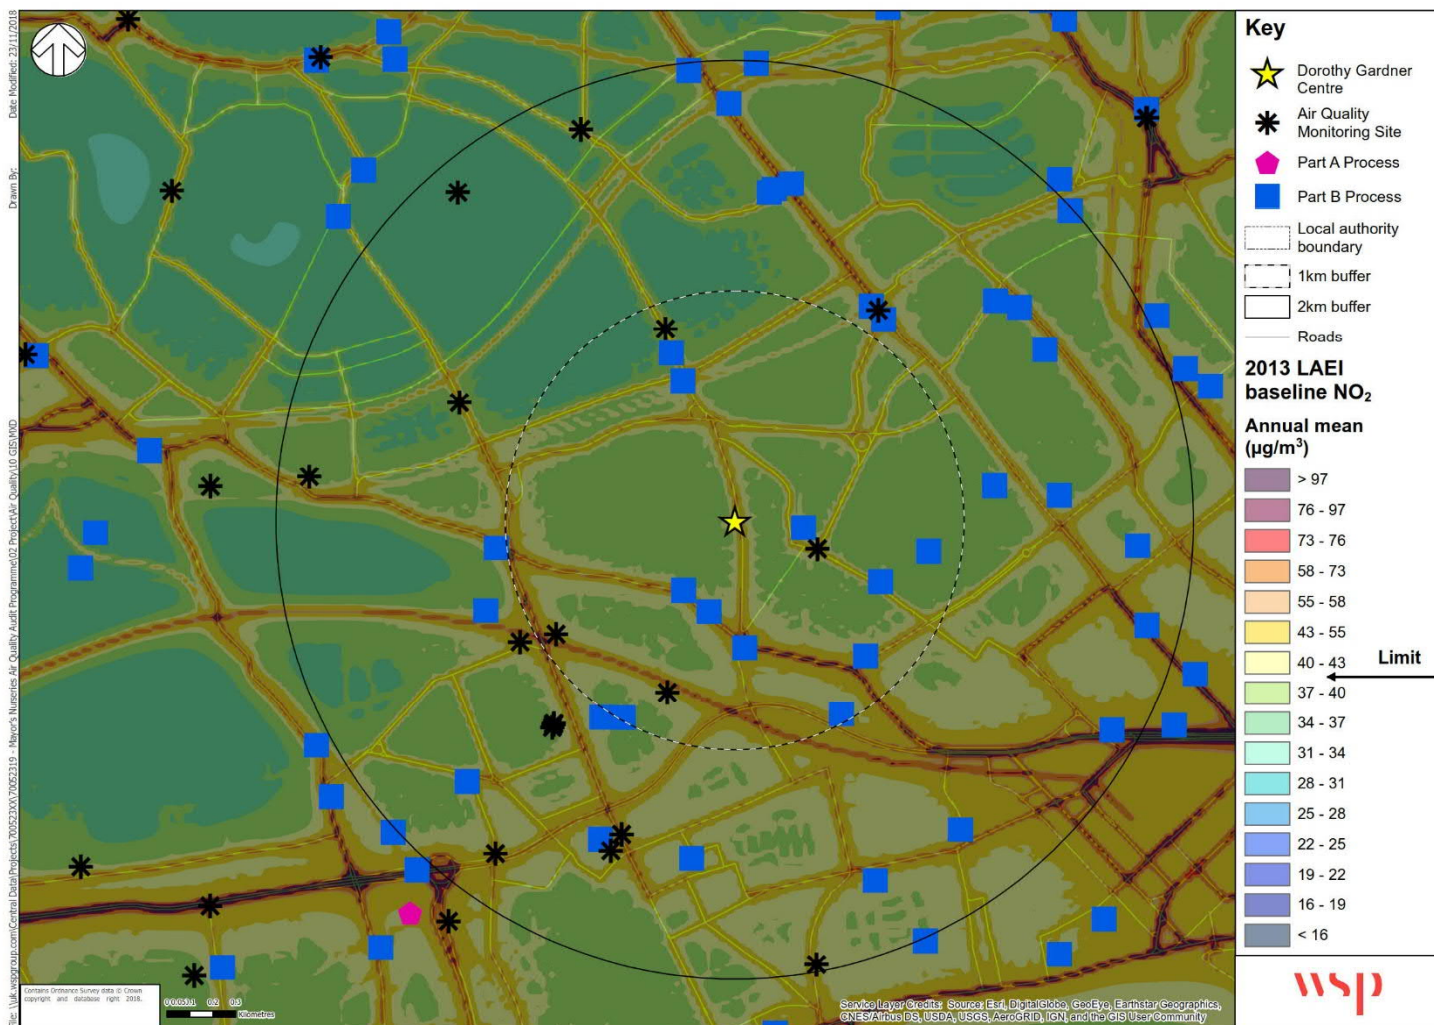 Key
Dorothy Gardner
Centre
Air Quality
Monitoring Site
Part A Process
Part B Process
Local authority
boundary
1km buffer
2km buffer
Roads
2013 LAEI
baseline NO₂
Annual mean
(µg/m³)
> 97
76 - 97
73 - 76
58 - 73
55 - 58
43 - 55
40 - 43
Limit
37 - 40
34 - 37
31 - 34
28 - 31
25 - 28
22 - 25
19 - 22
16 - 19
< 16
wsp
Date Modified: 23/11/2018
Drawn By:
Contains Ordnance Survey data © Crown
copyright and database right 2018.
Kilometres
Service Layer Credits: Source: Esri, DigitalGlobe, GeoEye, Earthstar Geographics,
CNES/Airbus DS, USDA, USGS, AeroGRID, IGN, and the GIS User Community